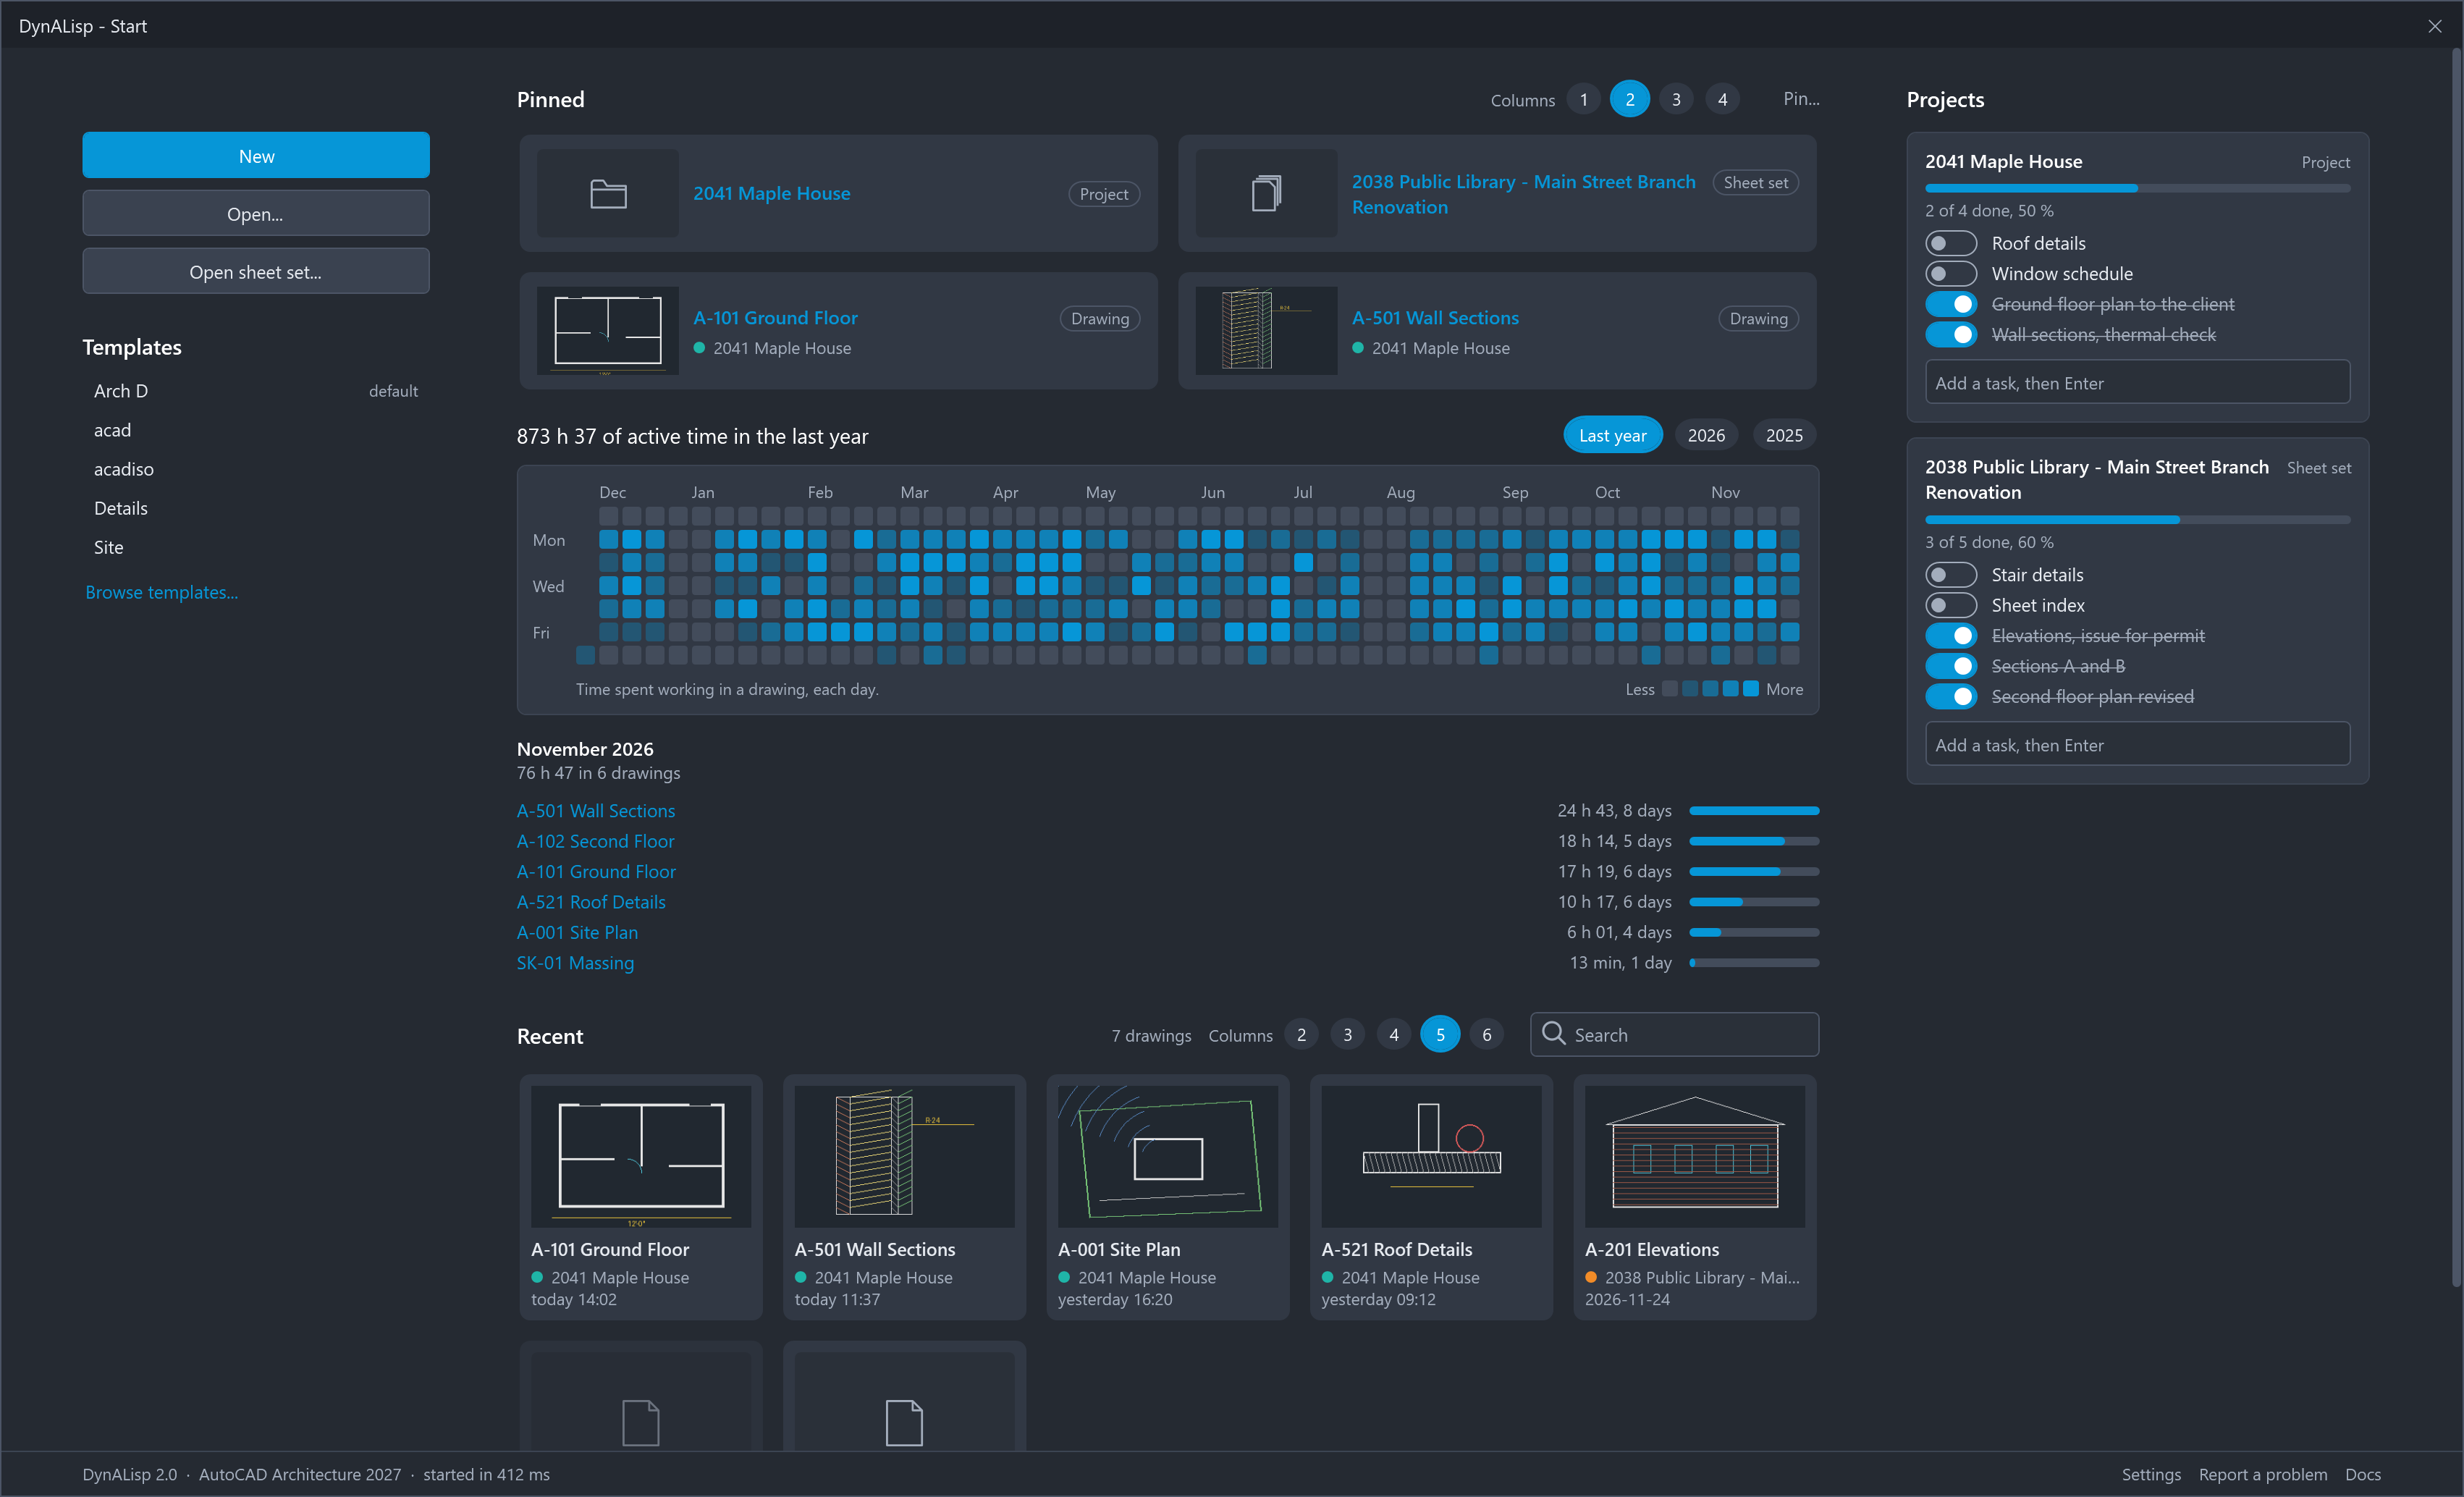 DynALisp - Start
New
Open...
Open sheet set...
Templates
Arch D default
acad
acadiso
Details
Site
Browse templates...
Pinned
Columns 1 2 3 4 Pin...
2041 Maple House Project
2038 Public Library - Main Street Branch Sheet set
Renovation
A-101 Ground Floor Drawing
2041 Maple House
R-24
A-501 Wall Sections Drawing
2041 Maple House
873 h 37 of active time in the last year
Last year 2026 2025
Dec Jan Feb Mar Apr May Jun Jul Aug Sep Oct Nov
Mon
Wed
Fri
Time spent working in a drawing, each day.
Less More
November 2026
76 h 47 in 6 drawings
A-501 Wall Sections 24 h 43, 8 days
A-102 Second Floor 18 h 14, 5 days
A-101 Ground Floor 17 h 19, 6 days
A-521 Roof Details 10 h 17, 6 days
A-001 Site Plan 6 h 01, 4 days
SK-01 Massing 13 min, 1 day
Recent
7 drawings Columns 2 3 4 5 6
Search
12'-0"
A-101 Ground Floor
2041 Maple House
today 14:02
R-24
A-501 Wall Sections
2041 Maple House
today 11:37
A-001 Site Plan
2041 Maple House
yesterday 16:20
A-521 Roof Details
2041 Maple House
yesterday 09:12
A-201 Elevations
2038 Public Library - Mai...
2026-11-24
Projects
2041 Maple House Project
2 of 4 done, 50 %
Roof details
Window schedule
Ground floor plan to the client
Wall sections, thermal check
Add a task, then Enter
2038 Public Library - Main Street Branch Sheet set
Renovation
3 of 5 done, 60 %
Stair details
Sheet index
Elevations, issue for permit
Sections A and B
Second floor plan revised
Add a task, then Enter
DynALisp 2.0 · AutoCAD Architecture 2027 · started in 412 ms
Settings Report a problem Docs